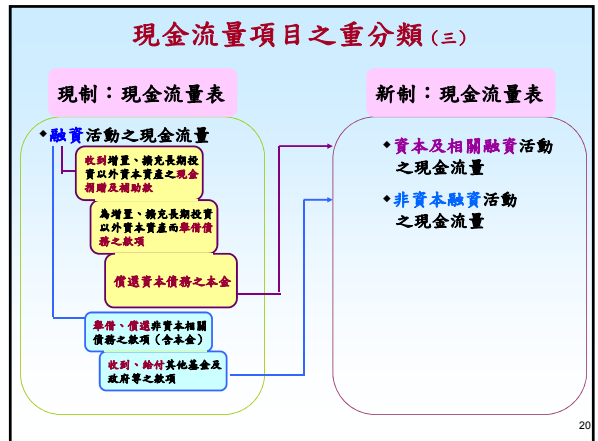 現金流量項目之重分類(三)
現制：現金流量表
新制：現金流量表
◆融資活動之現金流量
收到增置、擴充長期投
資以外資本資產之現金
捐贈及補助款
為增置、擴充長期投資
以外資本資產而舉借債
務之款項
償還資本債務之本金
舉借、償還非資本相關
債務之款項（含本金）
收到、給付其他基金及
政府等之款項
◆資本及相關融資活動
之現金流量
◆非資本融資活動
之現金流量
20